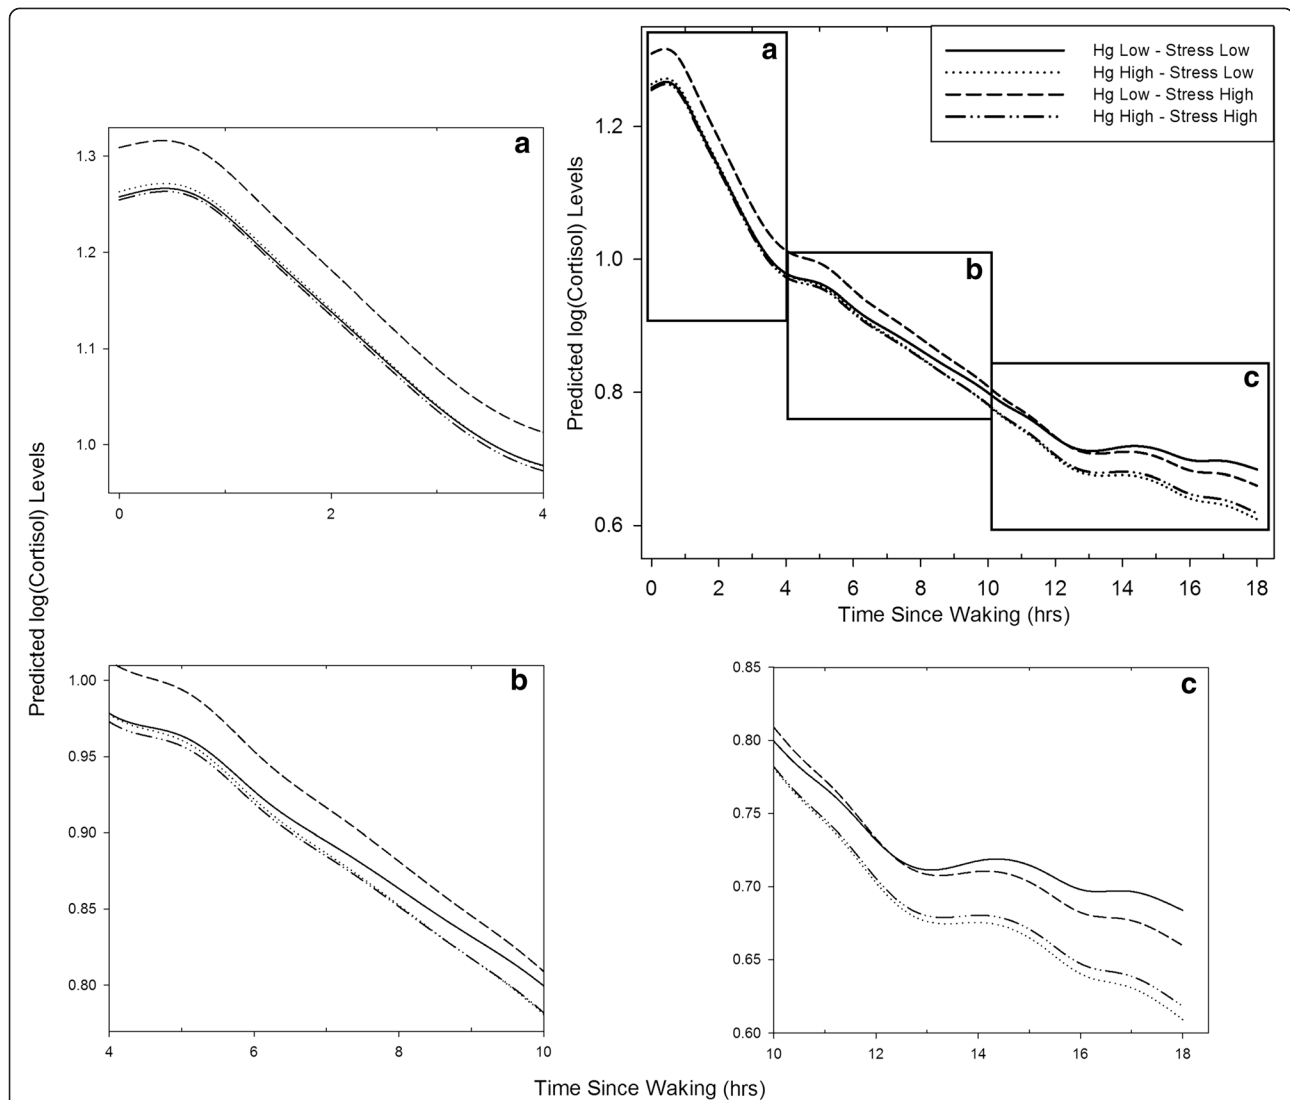 a
1.3
1.2
1.1
1.0
0
2
4
Predicted log(Cortisol) Levels
Hg Low - Stress Low
Hg High - Stress Low
Hg Low - Stress High
Hg High - Stress High
a
b
c
1.2
1.0
0.8
0.6
Predicted log(Cortisol) Levels
0 2 4 6 8 10 12 14 16 18
Time Since Waking (hrs)
b
1.00
0.95
0.90
0.85
0.80
4 6 8 10
c
0.85
0.80
0.75
0.70
0.65
0.60
10 12 14 16 18
Time Since Waking (hrs)